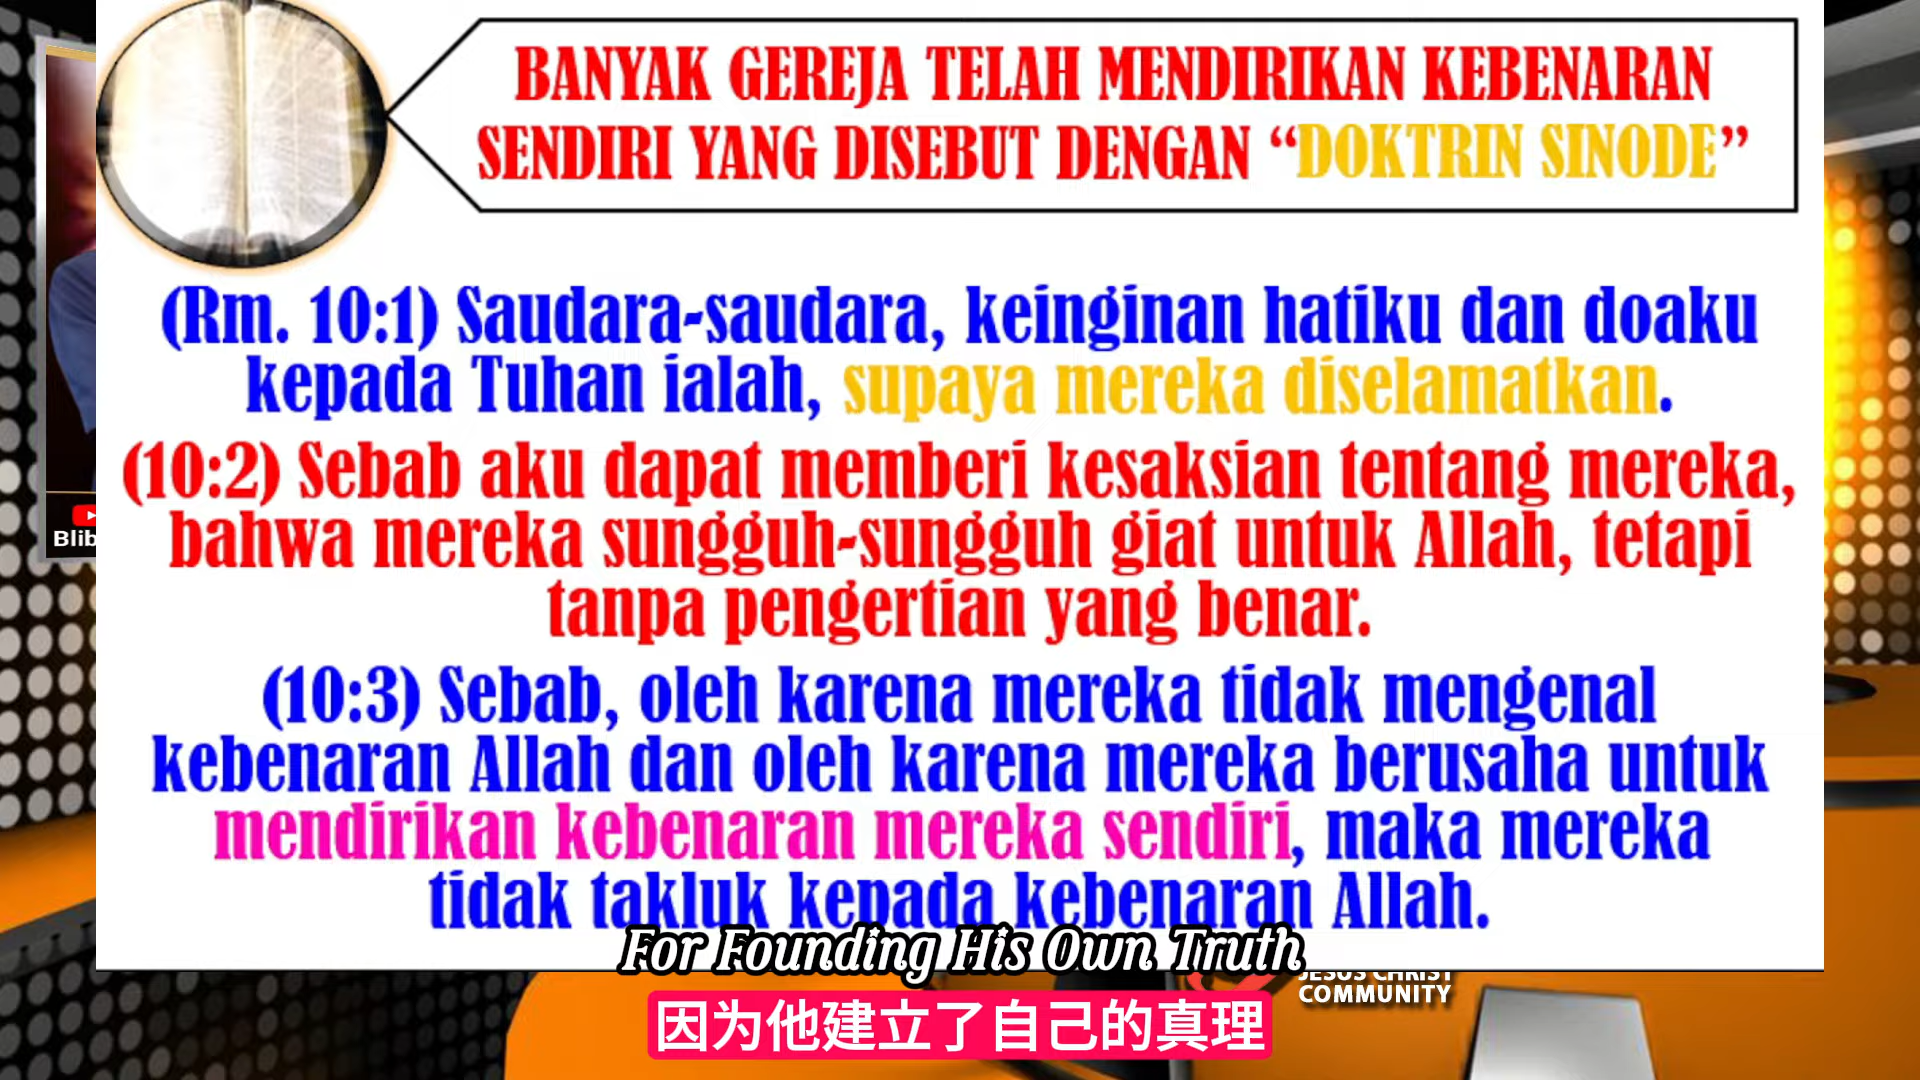 BANYAK GEREJA TELAH MENDIRIKAN KEBENARAN
SENDIRI YANG DISEBUT DENGAN “DOKTRIN SINODE”
(Rm. 10:1) Saudara-saudara, keinginan hatiku dan doaku
kepada Tuhan ialah, supaya mereka diselamatkan.
(10:2) Sebab aku dapat memberi kesaksian tentang mereka,
bahwa mereka sungguh-sungguh giat untuk Allah, tetapi
tanpa pengertian yang benar.
(10:3) Sebab, oleh karena mereka tidak mengenal
kebenaran Allah dan oleh karena mereka berusaha untuk
mendirikan kebenaran mereka sendiri, maka mereka
tidak takluk kepada kebenaran Allah.
For Founding His Own Truth
JESUS CHRIST
COMMUNITY
因为他建立了自己的真理